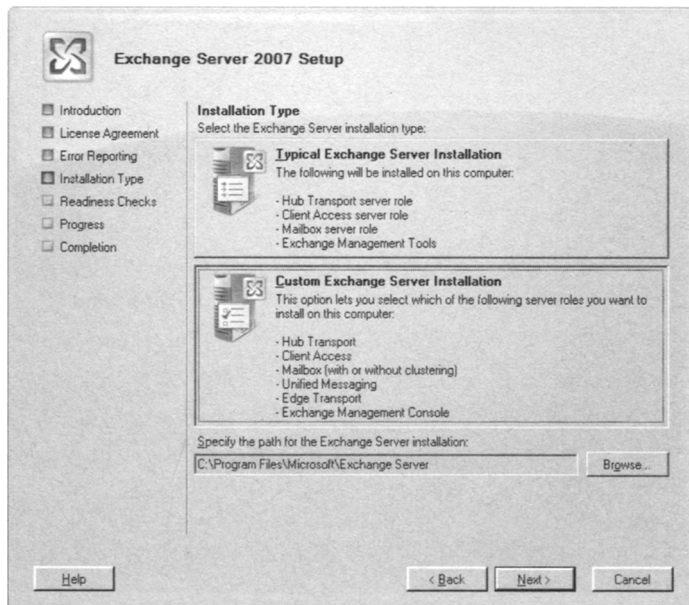 Exchange Server 2007 Setup
Introduction
License Agreement
Error Reporting
Installation Type
Readiness Checks
Progress
Completion
Installation Type
Select the Exchange Server installation type:
Typical Exchange Server Installation
The following will be installed on this computer:
- Hub Transport server role
- Client Access server role
- Mailbox server role
- Exchange Management Tools
Custom Exchange Server Installation
This option lets you select which of the following server roles you want to
install on this computer:
- Hub Transport
- Client Access
- Mailbox (with or without clustering)
- Unified Messaging
- Edge Transport
- Exchange Management Console
Specify the path for the Exchange Server installation:
C:\Program Files\Microsoft\Exchange Server
Browse...
Help
< Back
Next >
Cancel